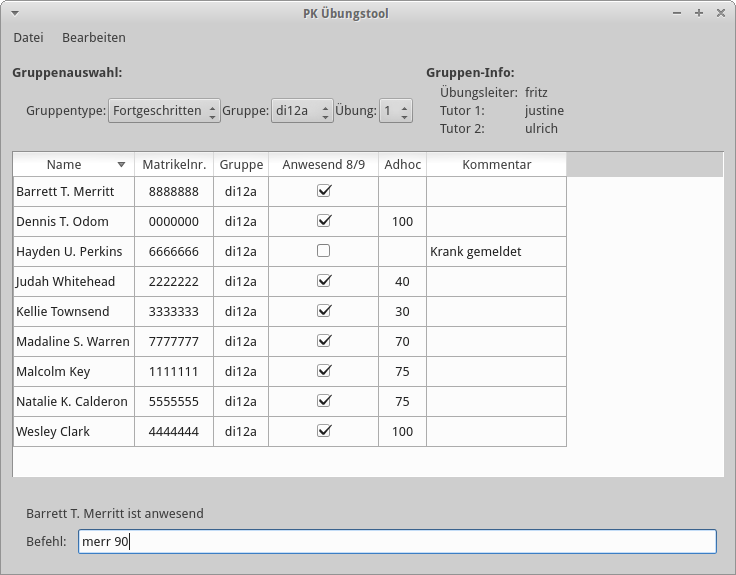 PK Übungstool
Datei Bearbeiten
Gruppenauswahl:
Gruppentype: Fortgeschritten Gruppe: di12a Übung: 1
Gruppen-Info:
Übungsleiter: fritz
Tutor 1: justine
Tutor 2: ulrich
Name Matrikelnr. Gruppe Anwesend 8/9 Adhoc Kommentar
Barrett T. Merritt 8888888 di12a
Dennis T. Odom 0000000 di12a 100
Hayden U. Perkins 6666666 di12a Krank gemeldet
Judah Whitehead 2222222 di12a 40
Kellie Townsend 3333333 di12a 30
Madaline S. Warren 7777777 di12a 70
Malcolm Key 1111111 di12a 75
Natalie K. Calderon 5555555 di12a 75
Wesley Clark 4444444 di12a 100
Barrett T. Merritt ist anwesend
Befehl: merr 90